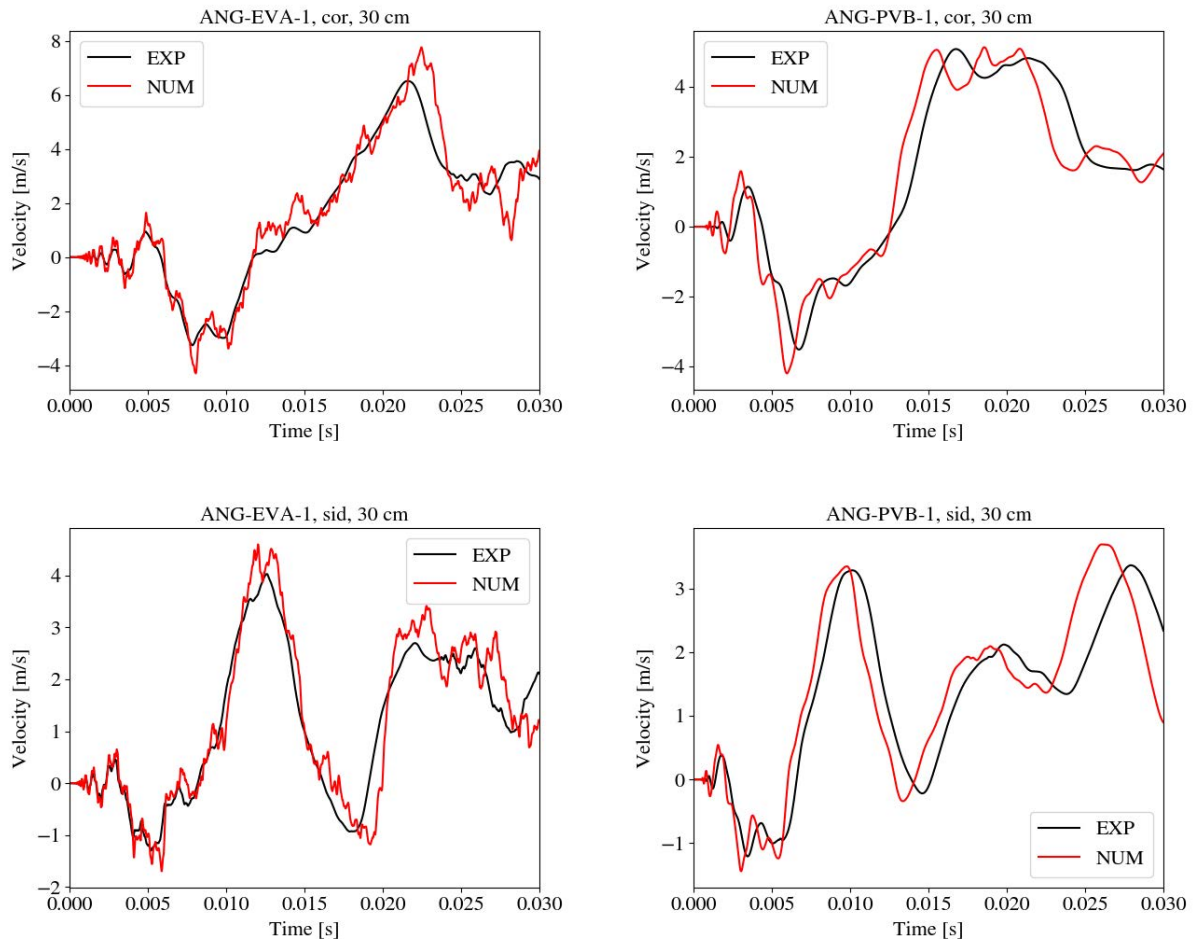 ANG-EVA-1, cor, 30 cm
EXP
NUM
Velocity [m/s]
8
6
4
2
0
−2
−4
0.000 0.005 0.010 0.015 0.020 0.025 0.030
Time [s]
ANG-PVB-1, cor, 30 cm
EXP
NUM
Velocity [m/s]
4
2
0
−2
−4
0.000 0.005 0.010 0.015 0.020 0.025 0.030
Time [s]
ANG-EVA-1, sid, 30 cm
EXP
NUM
Velocity [m/s]
4
3
2
1
0
−1
−2
0.000 0.005 0.010 0.015 0.020 0.025 0.030
Time [s]
ANG-PVB-1, sid, 30 cm
Velocity [m/s]
3
2
1
0
−1
EXP
NUM
0.000 0.005 0.010 0.015 0.020 0.025 0.030
Time [s]